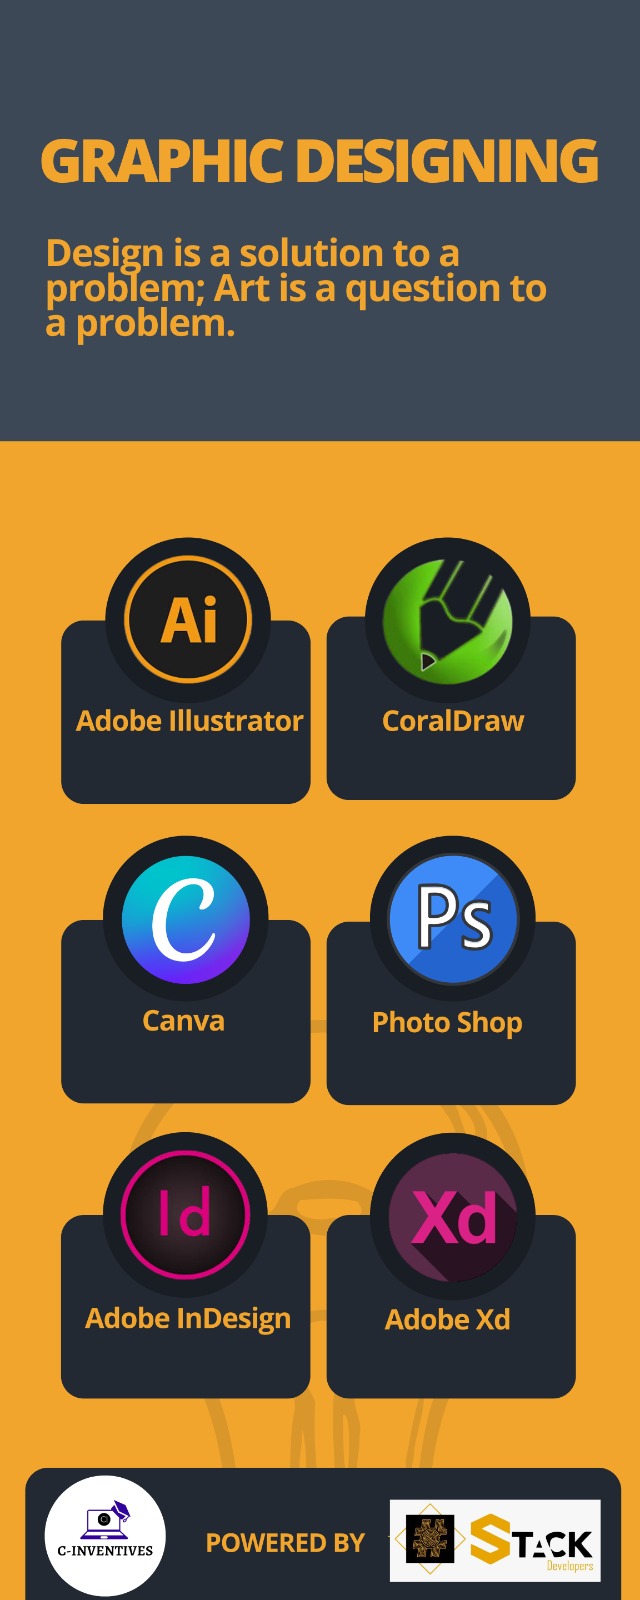 GRAPHIC DESIGNING
Design is a solution to a
problem; Art is a question to
a problem.
Ai
Adobe Illustrator
CoralDraw
C
Canva
Ps
Photo Shop
Id
Adobe InDesign
Xd
Adobe Xd
C-INVENTIVES
POWERED BY
STACK
Developers